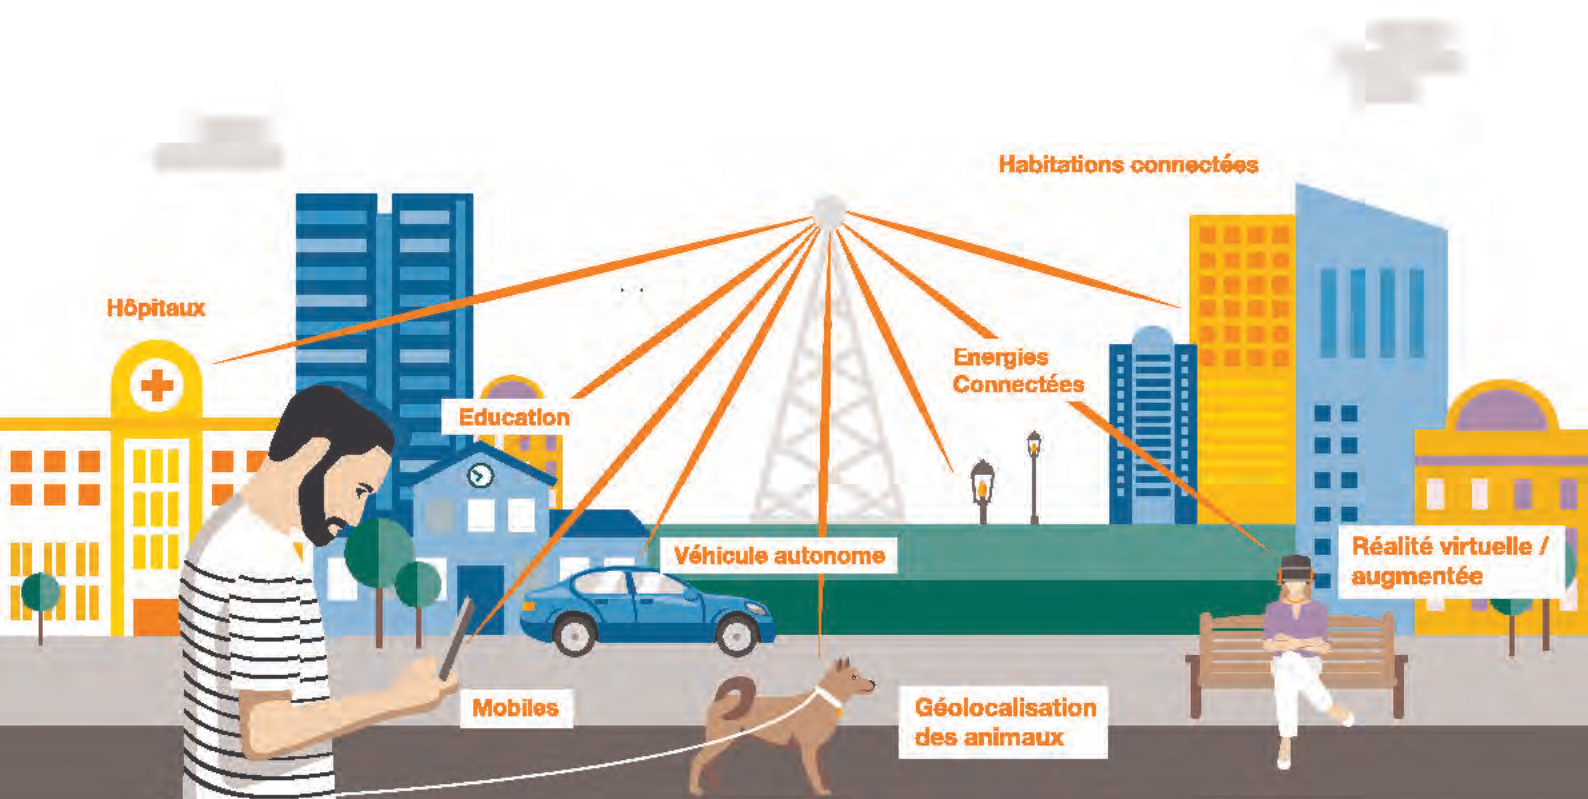 Habitations connectées
Hôpitaux
Energies
Connectées
Education
Véhicule autonome
Réalité virtuelle /
augmentée
Mobiles
Géolocalisation
des animaux